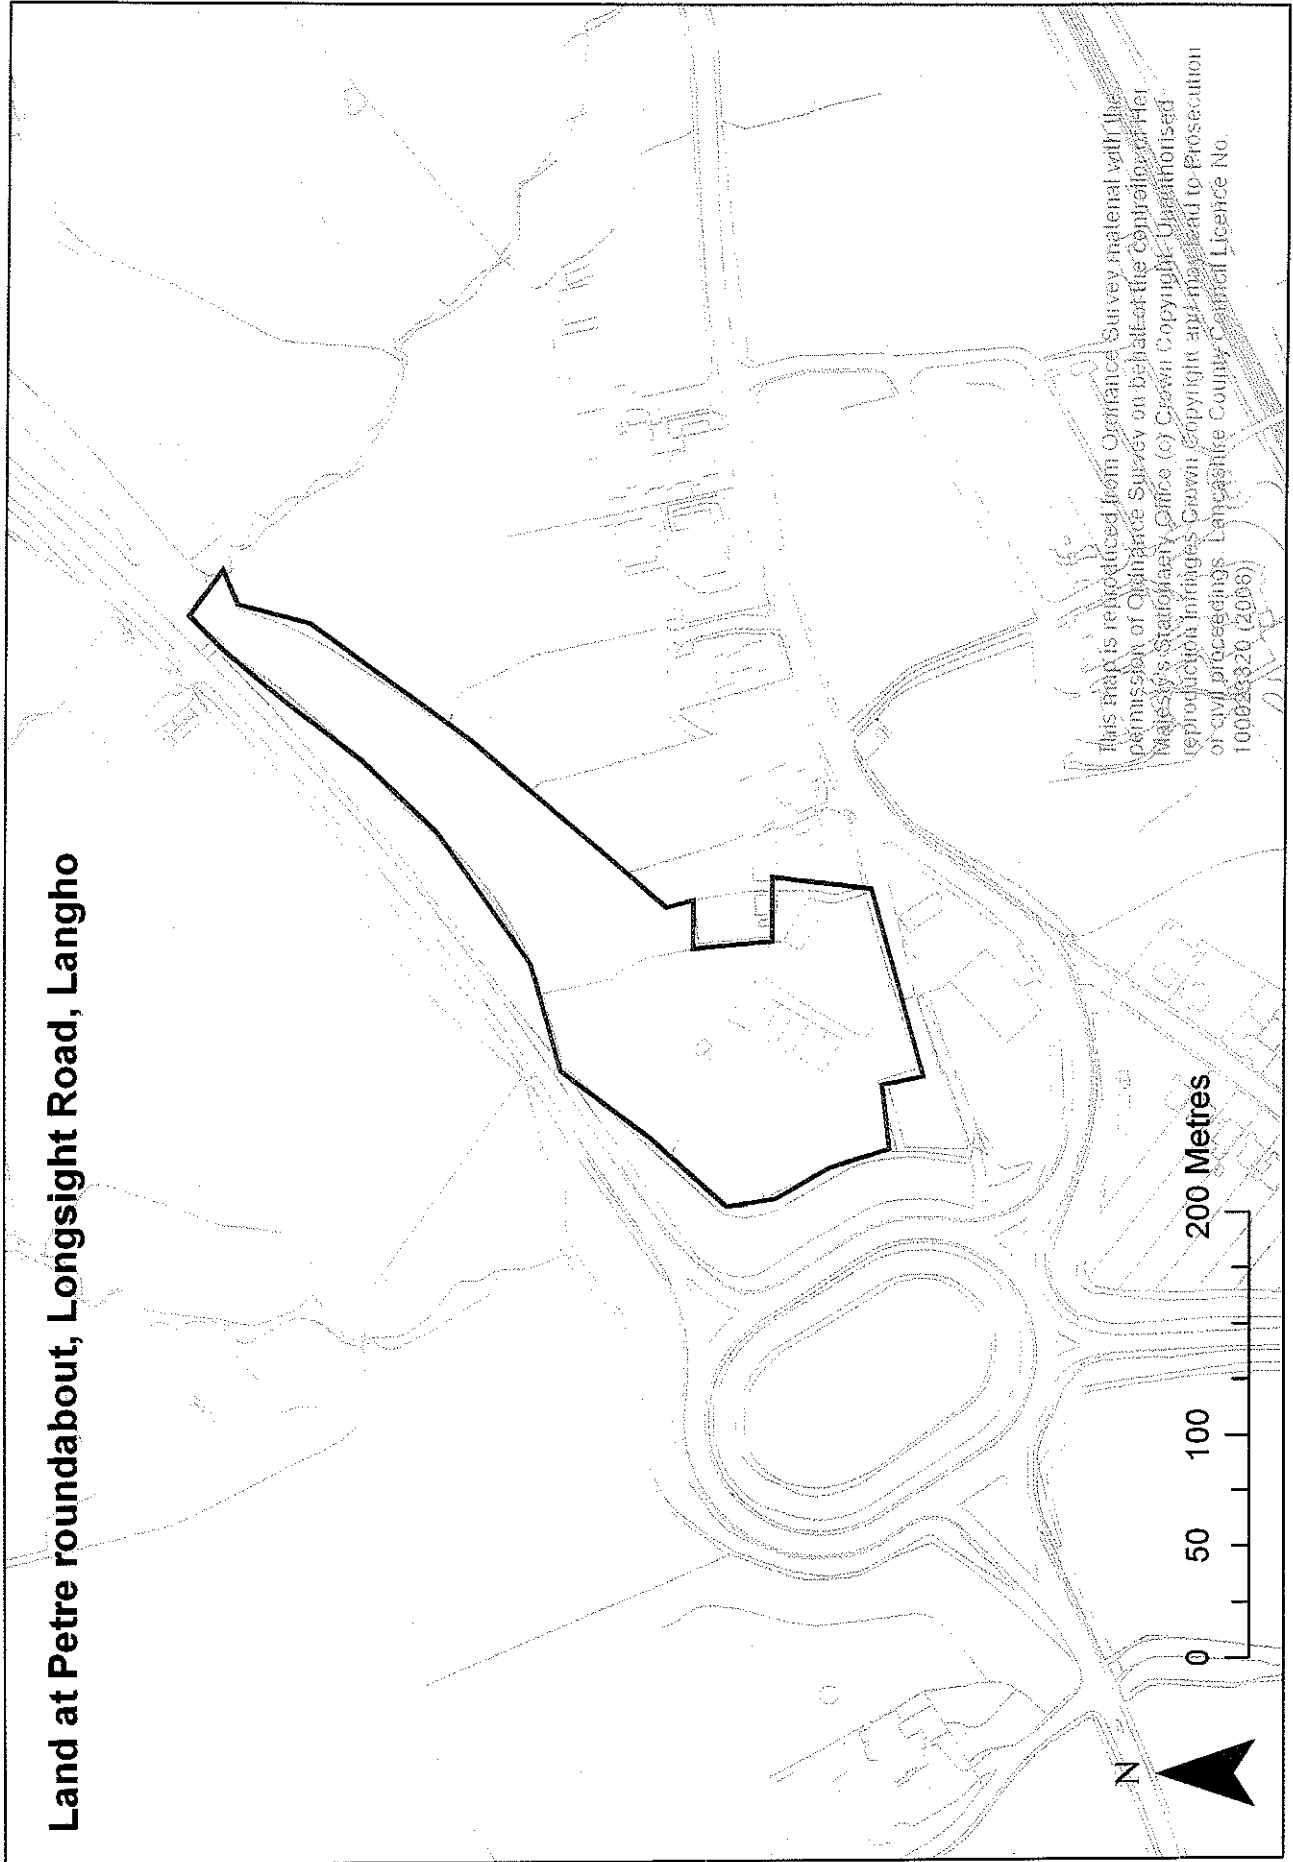 Land at Petre roundabout, Longsight Road, Langho
This map is reproduced from Ordnance Survey material with the
permission of Ordnance Survey on behalf of the controller of Her
Majesty's Stationery Office (c) Crown Copyright. Unauthorised
reproduction infringes Crown Copyright and may lead to Prosecution
or civil proceedings. Lancashire County Council Licence No.
(2006)
N
0 50 100 200 Metres